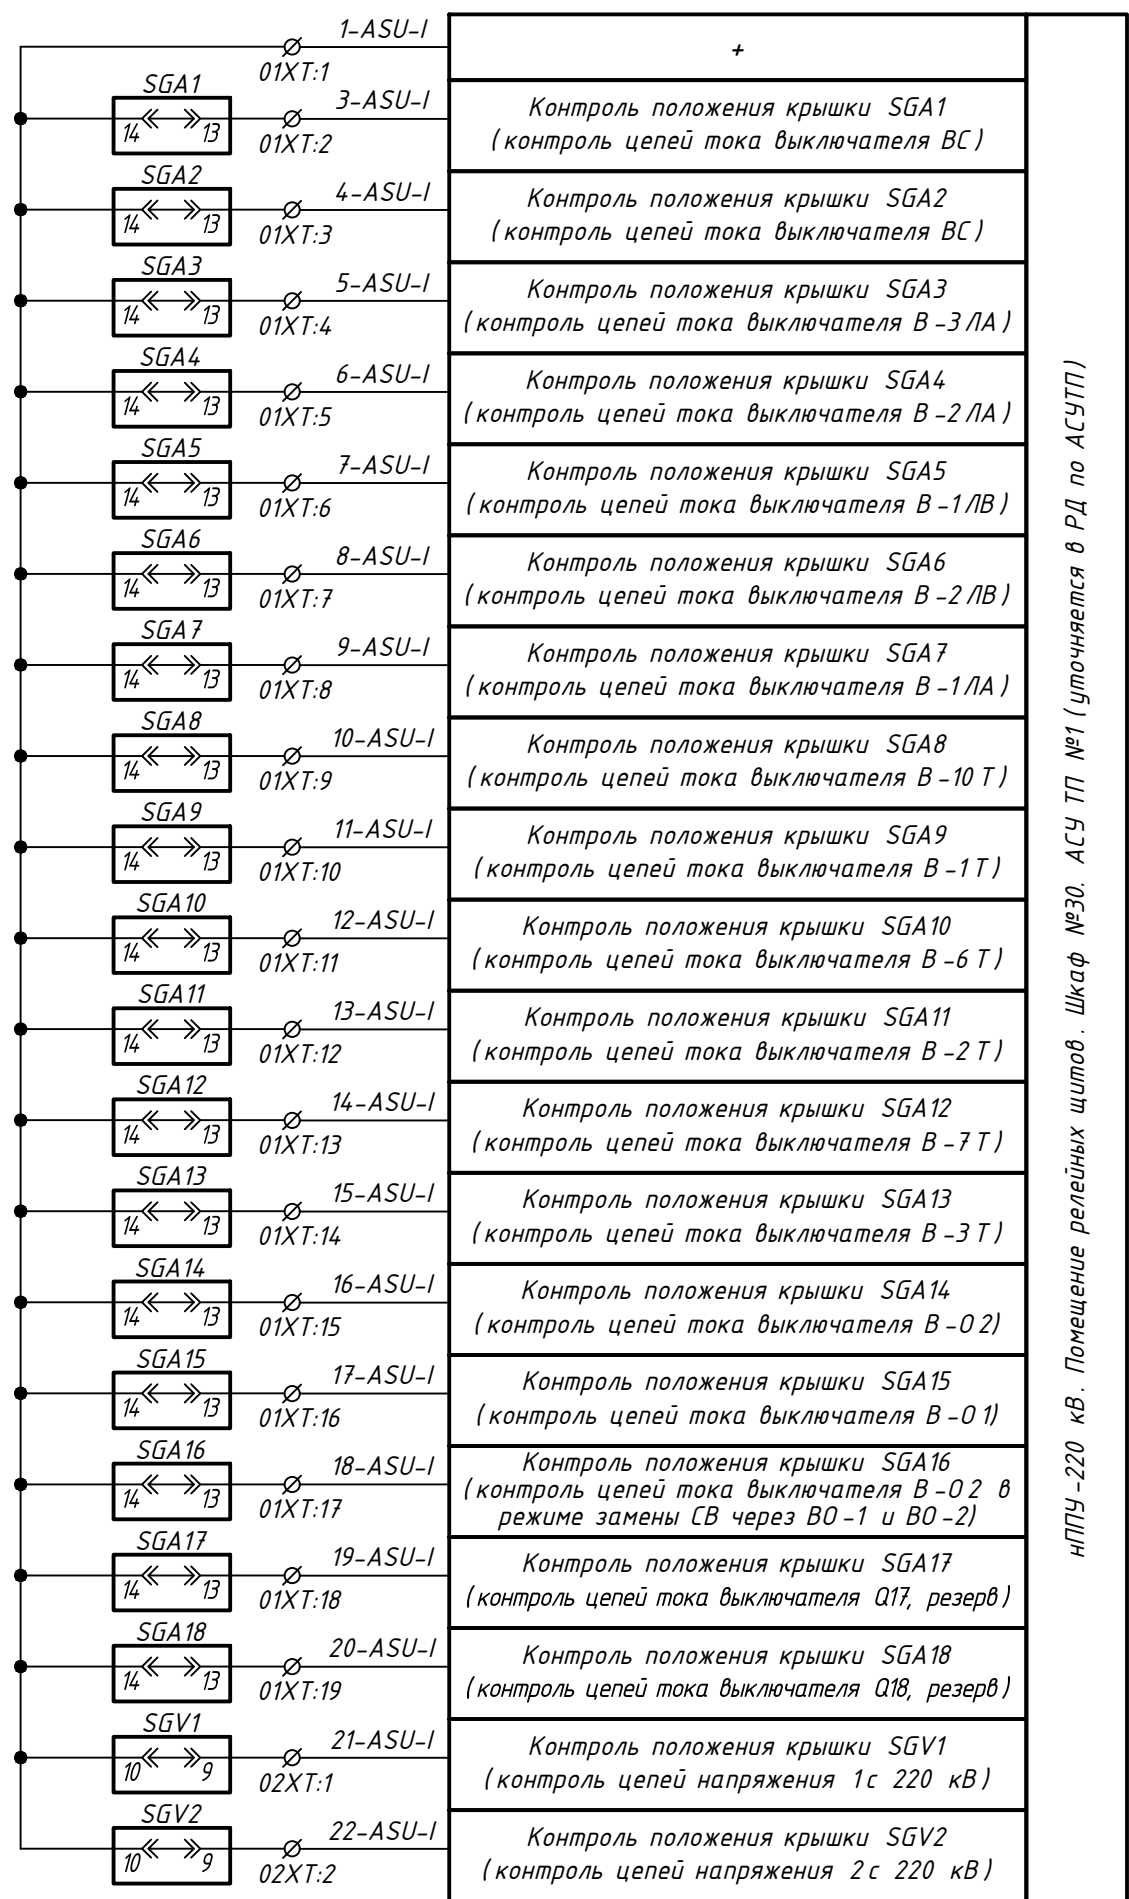 1-ASU-I
01XT:1
+
SGA1
14 13
3-ASU-I
01XT:2
Контроль положения крышки SGA1
(контроль цепей тока выключателя ВС)
SGA2
14 13
4-ASU-I
01XT:3
Контроль положения крышки SGA2
(контроль цепей тока выключателя ВС)
SGA3
14 13
5-ASU-I
01XT:4
Контроль положения крышки SGA3
(контроль цепей тока выключателя В-3ЛА)
SGA4
14 13
6-ASU-I
01XT:5
Контроль положения крышки SGA4
(контроль цепей тока выключателя В-2ЛА)
SGA5
14 13
7-ASU-I
01XT:6
Контроль положения крышки SGA5
(контроль цепей тока выключателя В-1ЛВ)
SGA6
14 13
8-ASU-I
01XT:7
Контроль положения крышки SGA6
(контроль цепей тока выключателя В-2ЛВ)
SGA7
14 13
9-ASU-I
01XT:8
Контроль положения крышки SGA7
(контроль цепей тока выключателя В-1ЛА)
SGA8
14 13
10-ASU-I
01XT:9
Контроль положения крышки SGA8
(контроль цепей тока выключателя В-10Т)
SGA9
14 13
11-ASU-I
01XT:10
Контроль положения крышки SGA9
(контроль цепей тока выключателя В-1Т)
SGA10
14 13
12-ASU-I
01XT:11
Контроль положения крышки SGA10
(контроль цепей тока выключателя В-6Т)
SGA11
14 13
13-ASU-I
01XT:12
Контроль положения крышки SGA11
(контроль цепей тока выключателя В-2Т)
SGA12
14 13
14-ASU-I
01XT:13
Контроль положения крышки SGA12
(контроль цепей тока выключателя В-7Т)
SGA13
14 13
15-ASU-I
01XT:14
Контроль положения крышки SGA13
(контроль цепей тока выключателя В-3Т)
SGA14
14 13
16-ASU-I
01XT:15
Контроль положения крышки SGA14
(контроль цепей тока выключателя В-О2)
SGA15
14 13
17-ASU-I
01XT:16
Контроль положения крышки SGA15
(контроль цепей тока выключателя В-О1)
SGA16
14 13
18-ASU-I
01XT:17
Контроль положения крышки SGA16
(контроль цепей тока выключателя В-О2 в
режиме замены СВ через ВО-1 и ВО-2)
SGA17
14 13
19-ASU-I
01XT:18
Контроль положения крышки SGA17
(контроль цепей тока выключателя Q17, резерв)
SGA18
14 13
20-ASU-I
01XT:19
Контроль положения крышки SGA18
(контроль цепей тока выключателя Q18, резерв)
SGV1
10 9
21-ASU-I
02XT:1
Контроль положения крышки SGV1
(контроль цепей напряжения 1с 220 кВ)
SGV2
10 9
22-ASU-I
02XT:2
Контроль положения крышки SGV2
(контроль цепей напряжения 2с 220 кВ)
нППУ-220 кВ. Помещение релейных щитов. Шкаф №30. АСУ ТП №1 (уточняется в РД по АСУТП)